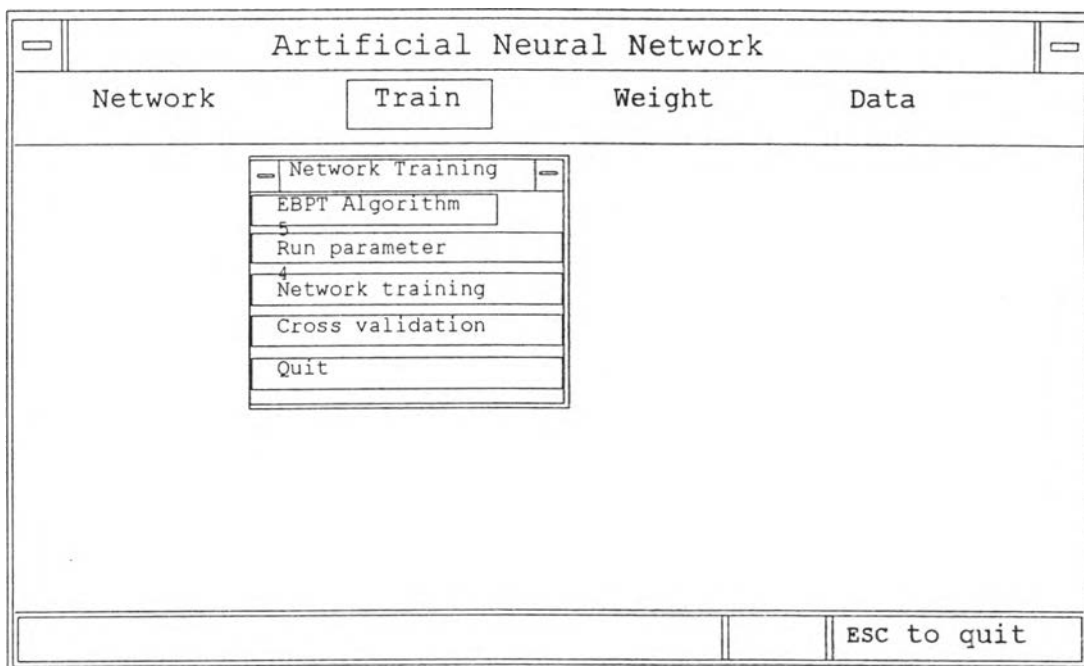 Artificial Neural Network
Network Train Weight Data
Network Training
EBPT Algorithm
5
Run parameter
4
Network training
Cross validation
Quit
ESC to quit